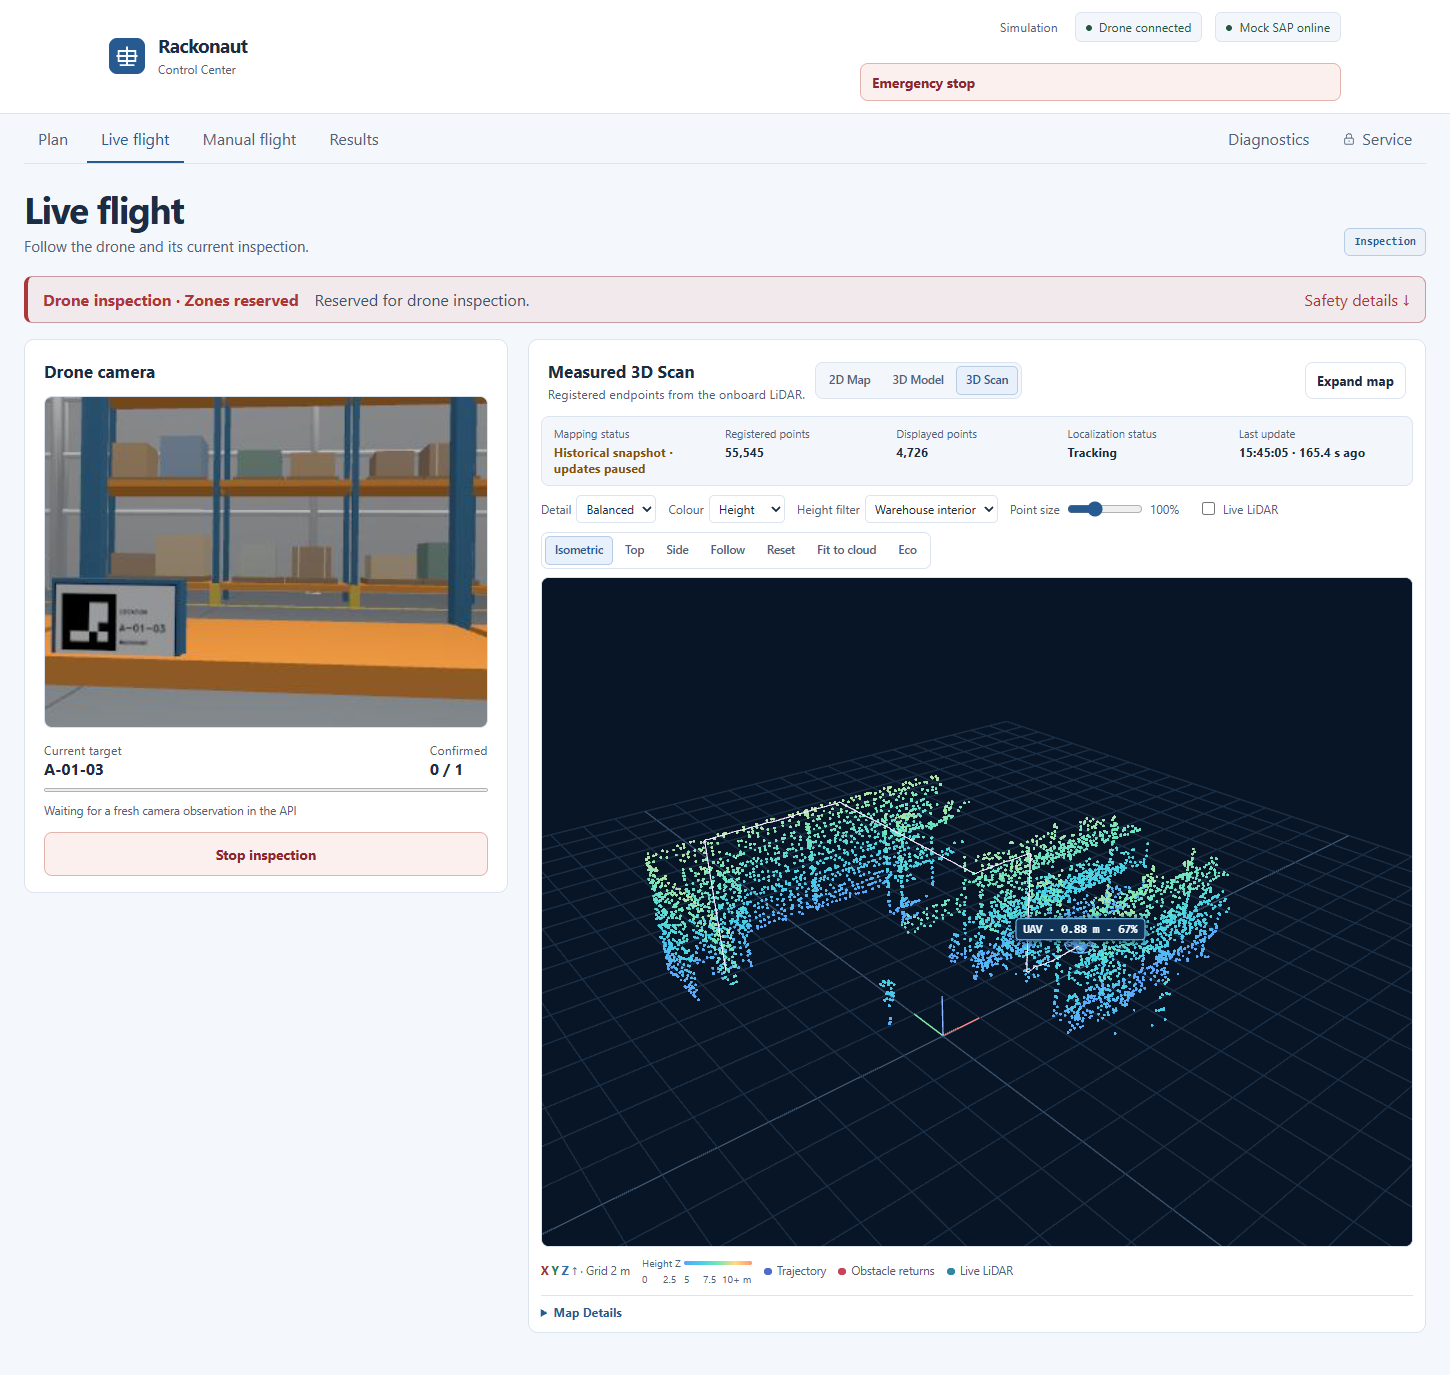 Rackonaut
Control Center
Simulation
Drone connected
Mock SAP online
Emergency stop
Plan
Live flight
Manual flight
Results
Diagnostics
Service
Live flight
Follow the drone and its current inspection.
Inspection
Drone inspection · Zones reserved
Reserved for drone inspection.
Safety details ↓
Drone camera
LOCATION
A-01-03
Current target
A-01-03
Confirmed
0 / 1
Waiting for a fresh camera observation in the API
Stop inspection
Measured 3D Scan
Registered endpoints from the onboard LiDAR.
2D Map
3D Model
3D Scan
Expand map
Mapping status
Historical snapshot ·
updates paused
Registered points
55,545
Displayed points
4,726
Localization status
Tracking
Last update
15:45:05 · 165.4 s ago
Detail
Balanced
Colour
Height
Height filter
Warehouse interior
Point size
100%
Live LiDAR
Isometric
Top
Side
Follow
Reset
Fit to cloud
Eco
UAV · 0.88 m · 67%
X Y Z ↑ · Grid 2 m
Height Z
0 2.5 5 7.5 10+ m
Trajectory
Obstacle returns
Live LiDAR
Map Details